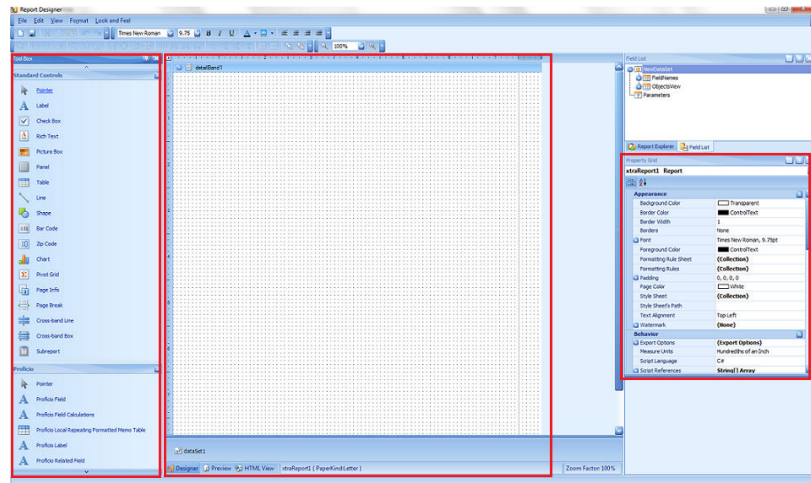 Report Designer
File Edit View Format Look and Feel
Times New Roman 9.75 B I U A
100%
Tool Box
Standard Controls
Pointer
Label
Check Box
Rich Text
Picture Box
Panel
Table
Line
Shape
Bar Code
Zip Code
Chart
Pivot Grid
Page Info
Page Break
Cross-band Line
Cross-band Box
Subreport
Proficio
Pointer
Proficio Field
Proficio Field Calculations
Proficio Local Repeating Formatted Memo Table
Proficio Label
Proficio Related Field
detailBand1
dataSet1
Designer Preview HTML View xtraReport1 ( PaperKind:Letter )
Zoom Factor: 100%
Field List
NewDataSet
FieldNames
ObjectsView
Parameters
Report Explorer Field List
Property Grid
xtraReport1 Report
Appearance
Background Color Transparent
Border Color ControlText
Border Width 1
Borders None
Font Times New Roman, 9.75pt
Foreground Color ControlText
Formatting Rule Sheet (Collection)
Formatting Rules (Collection)
Padding 0, 0, 0, 0
Page Color White
Style Sheet (Collection)
Style Sheet's Path
Text Alignment Top Left
Watermark (None)
Behavior
Export Options (Export Options)
Measure Units Hundredths of an Inch
Script Language C#
Script References String[] Array